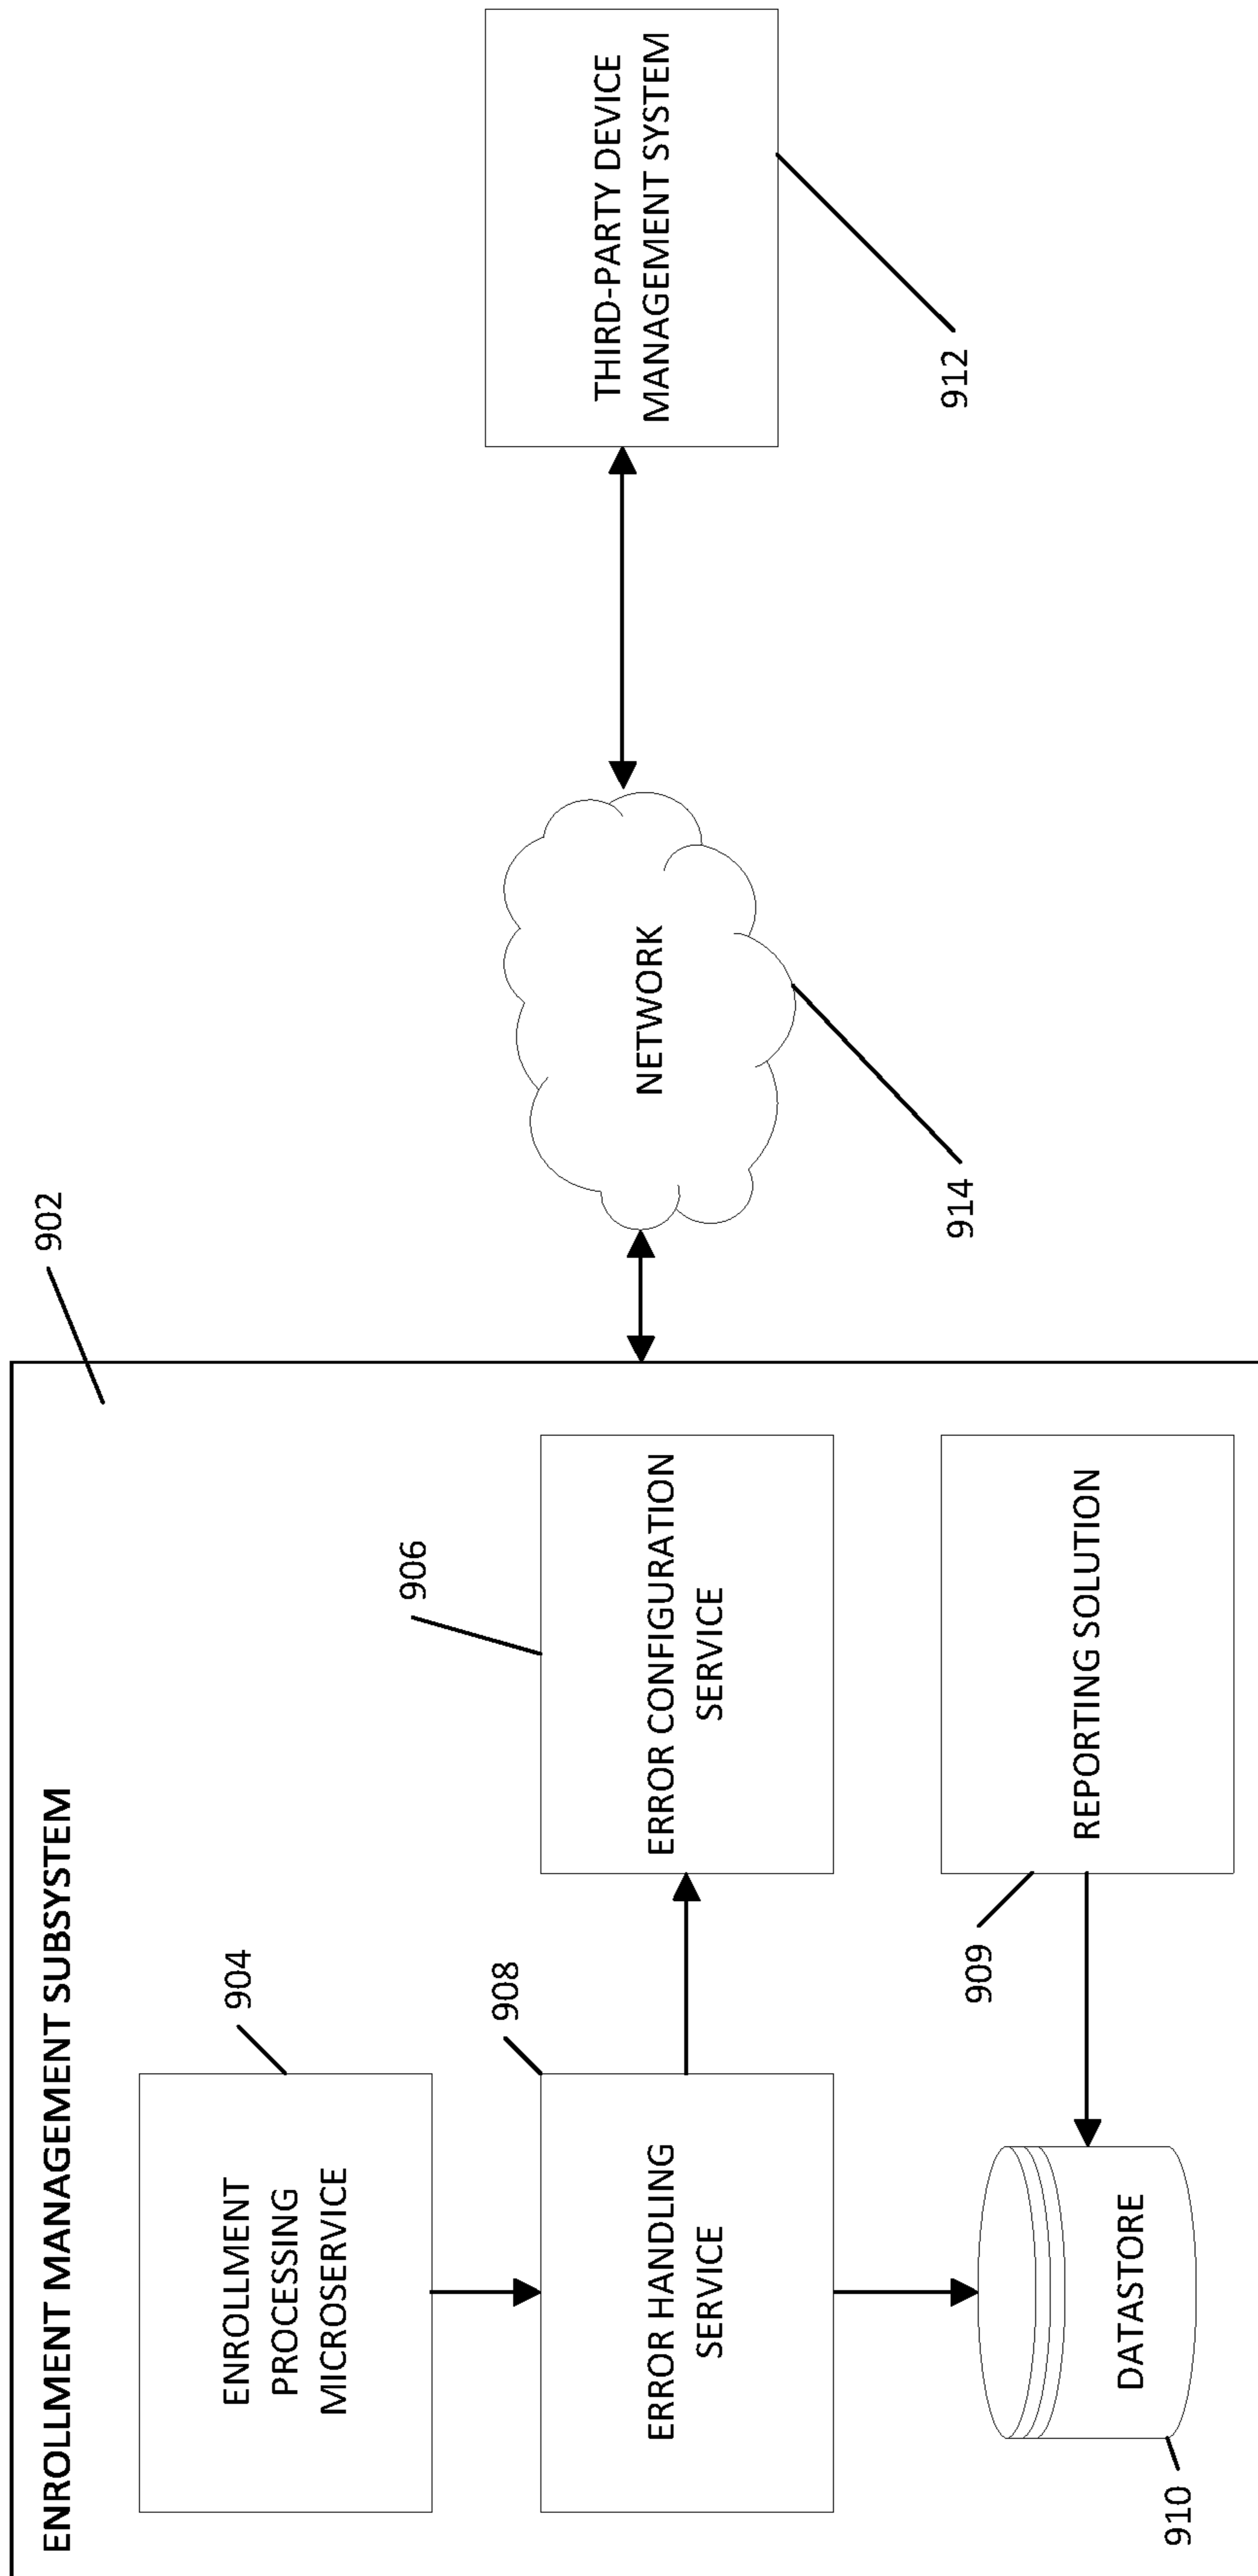 ENROLLMENT MANAGEMENT SUBSYSTEM
902
904
ENROLLMENT
PROCESSING
MICROSERVICE
908
ERROR HANDLING
SERVICE
906
ERROR CONFIGURATION
SERVICE
910
DATASTORE
909
REPORTING SOLUTION
NETWORK
914
THIRD-PARTY DEVICE
MANAGEMENT SYSTEM
912